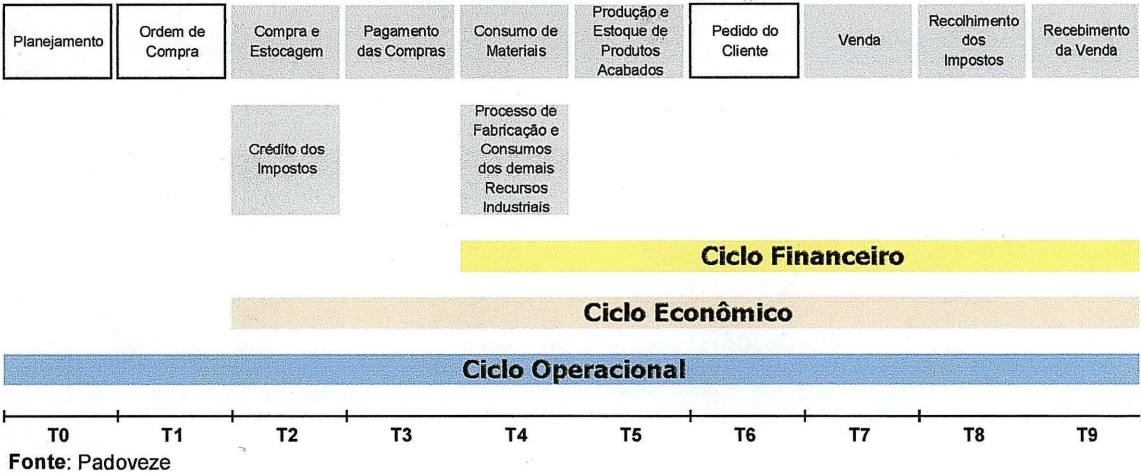 Planejamento
Ordem de
Compra
Compra e
Estocagem
Pagamento
das Compras
Consumo de
Materiais
Produção e
Estoque de
Produtos
Acabados
Pedido do
Cliente
Venda
Recolhimento
dos
Impostos
Recebimento
da Venda
Crédito dos
Impostos
Processo de
Fabricação e
Consumos
dos demais
Recursos
Industriais
Ciclo Financeiro
Ciclo Econômico
Ciclo Operacional
T0 T1 T2 T3 T4 T5 T6 T7 T8 T9
Fonte: Padoveze